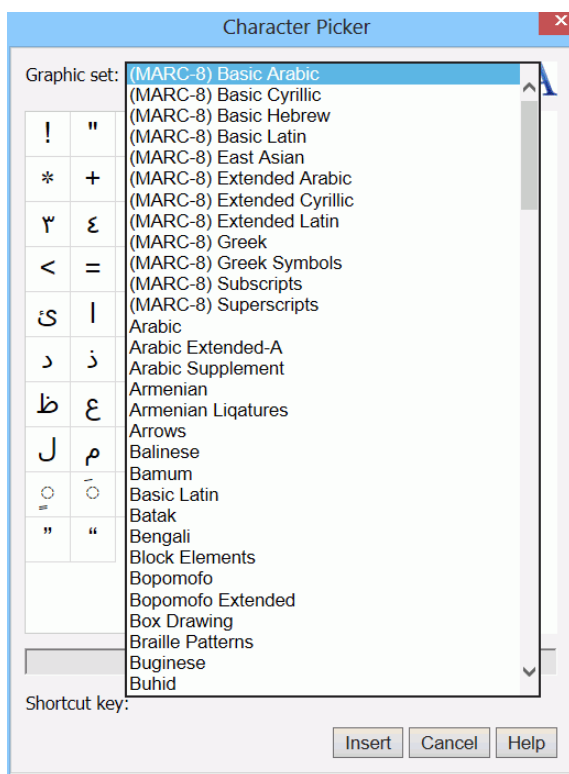 Character Picker
x
Graphic set:
(MARC-8) Basic Arabic
(MARC-8) Basic Cyrillic
(MARC-8) Basic Hebrew
(MARC-8) Basic Latin
(MARC-8) East Asian
(MARC-8) Extended Arabic
(MARC-8) Extended Cyrillic
(MARC-8) Extended Latin
(MARC-8) Greek
(MARC-8) Greek Symbols
(MARC-8) Subscripts
(MARC-8) Superscripts
Arabic
Arabic Extended-A
Arabic Supplement
Armenian
Armenian Ligatures
Arrows
Balinese
Bamum
Basic Latin
Batak
Bengali
Block Elements
Bopomofo
Bopomofo Extended
Box Drawing
Braille Patterns
Buginese
Buhid
! "
* +
٣ ٤
< =
ئ ا
د ذ
ظ ع
ل م
◌ٍ ◌َ
” “
Shortcut key:
Insert Cancel Help